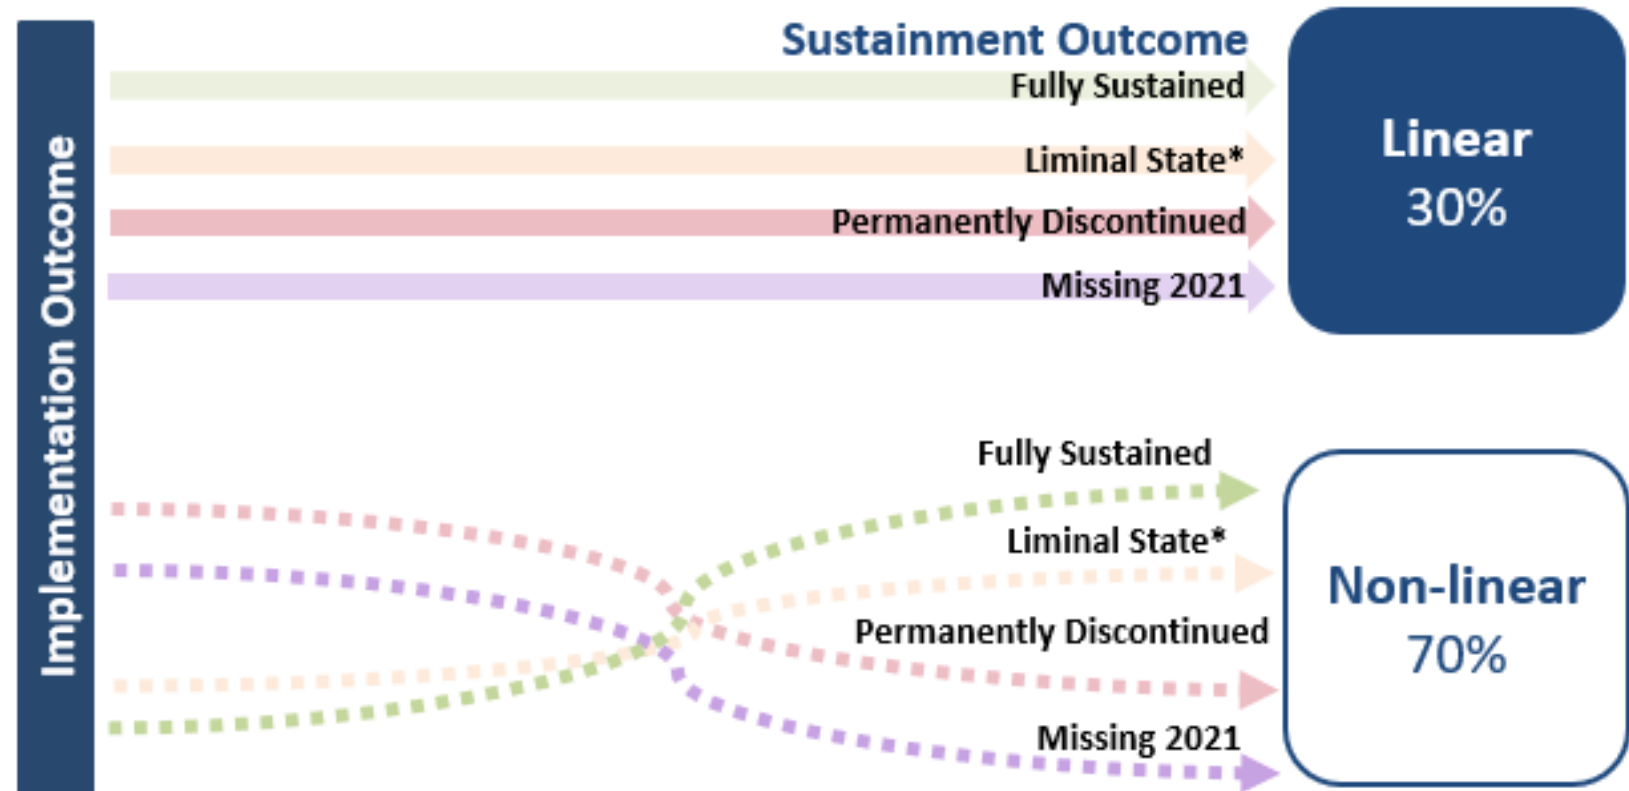 Implementation Outcome
Sustainment Outcome
Fully Sustained
Liminal State*
Permanently Discontinued
Missing 2021
Linear
30%
Fully Sustained
Liminal State*
Permanently Discontinued
Missing 2021
Non-linear
70%